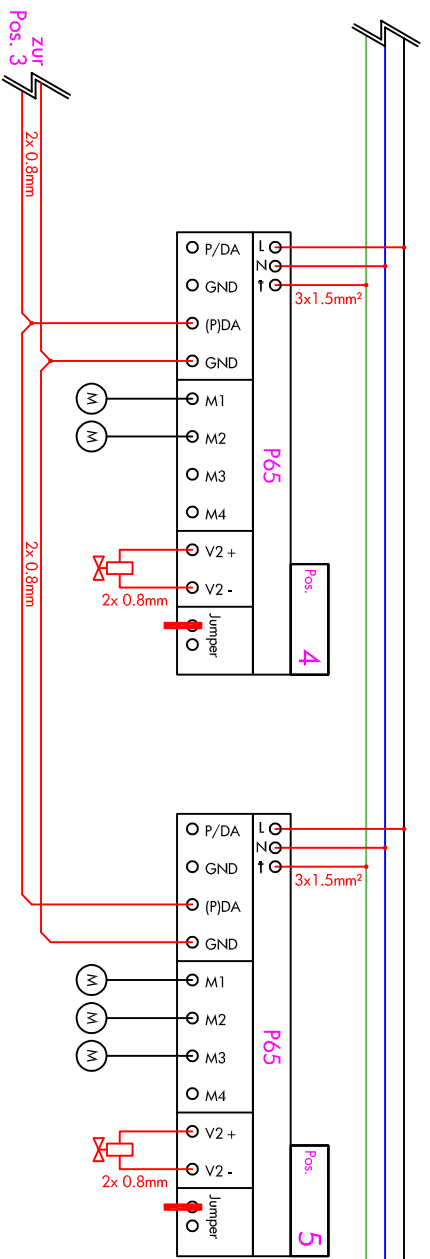 zur
Pos. 3
2x 0.8mm
2x 0.8mm
L
N
3x1.5mm²
P/DA
GND
(P)DA
GND
M1
M2
M3
M4
V2 +
V2 -
Jumper
P65
Pos.
4
M
M
2x 0.8mm
L
N
3x1.5mm²
P/DA
GND
(P)DA
GND
M1
M2
M3
M4
V2 +
V2 -
Jumper
P65
Pos.
5
M
M
M
2x 0.8mm